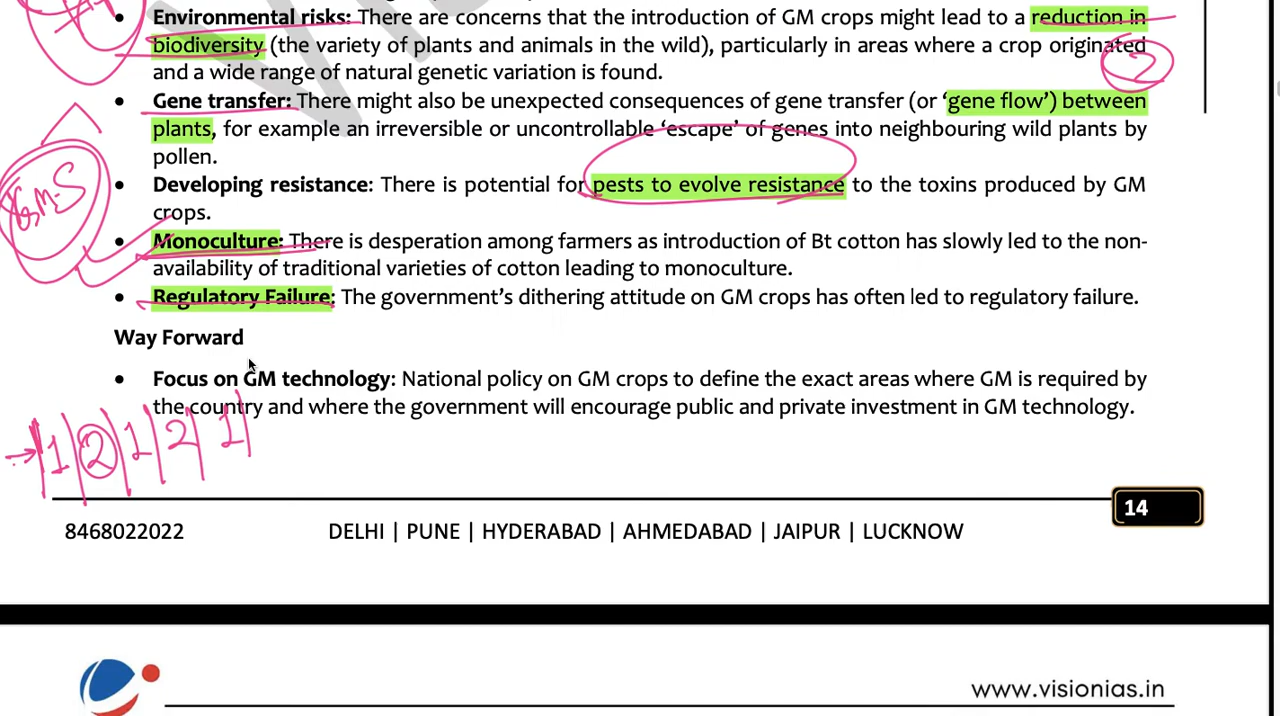 Environmental risks: There are concerns that the introduction of GM crops might lead to a reduction in
biodiversity (the variety of plants and animals in the wild), particularly in areas where a crop originated
and a wide range of natural genetic variation is found.
2
• Gene transfer: There might also be unexpected consequences of gene transfer (or ‘gene flow’) between
plants, for example an irreversible or uncontrollable ‘escape’ of genes into neighbouring wild plants by
pollen.
• Developing resistance: There is potential for pests to evolve resistance to the toxins produced by GM
crops.
• Monoculture: There is desperation among farmers as introduction of Bt cotton has slowly led to the non-
availability of traditional varieties of cotton leading to monoculture.
• Regulatory Failure: The government’s dithering attitude on GM crops has often led to regulatory failure.
Way Forward
• Focus on GM technology: National policy on GM crops to define the exact areas where GM is required by
the country and where the government will encourage public and private investment in GM technology.
1 2 1 2 1
14
8468022022 DELHI | PUNE | HYDERABAD | AHMEDABAD | JAIPUR | LUCKNOW
www.visionias.in